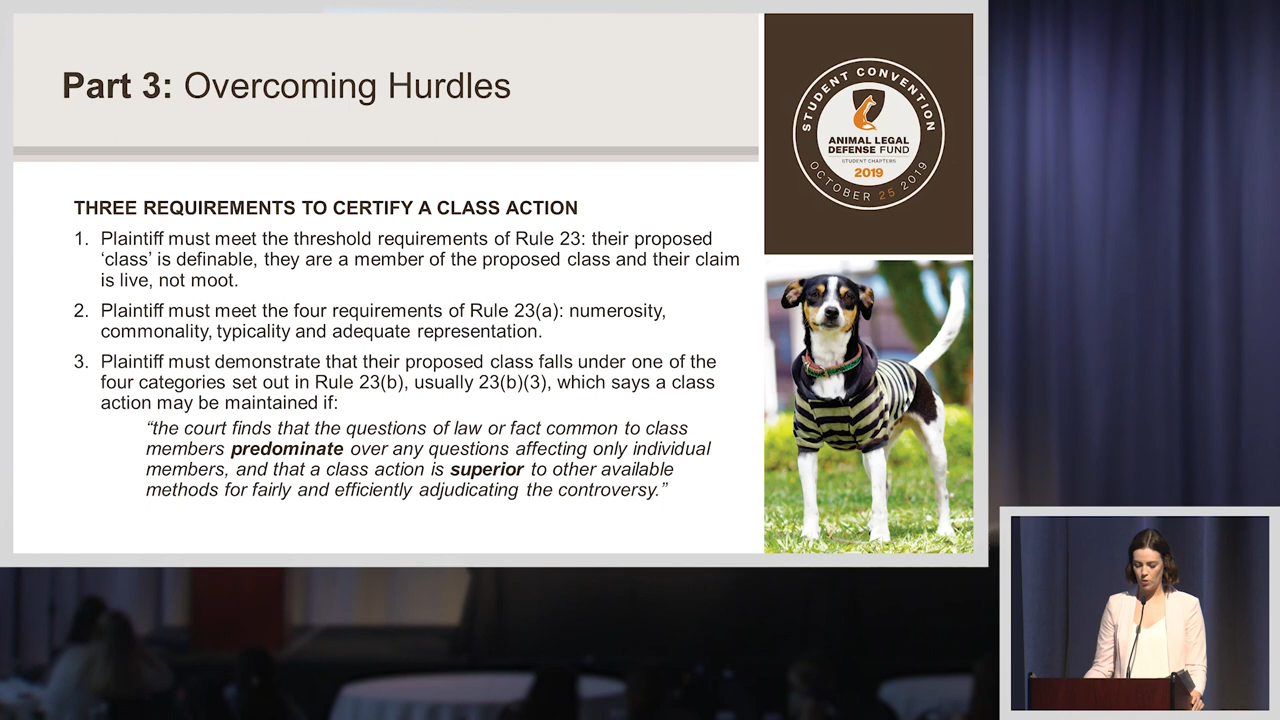 Part 3: Overcoming Hurdles
STUDENT CONVENTION
ANIMAL LEGAL
DEFENSE FUND
STUDENT CHAPTERS
2019
OCTOBER 25 2019
THREE REQUIREMENTS TO CERTIFY A CLASS ACTION
1. Plaintiff must meet the threshold requirements of Rule 23: their proposed
‘class’ is definable, they are a member of the proposed class and their claim
is live, not moot.
2. Plaintiff must meet the four requirements of Rule 23(a): numerosity,
commonality, typicality and adequate representation.
3. Plaintiff must demonstrate that their proposed class falls under one of the
four categories set out in Rule 23(b), usually 23(b)(3), which says a class
action may be maintained if:
“the court finds that the questions of law or fact common to class
members predominate over any questions affecting only individual
members, and that a class action is superior to other available
methods for fairly and efficiently adjudicating the controversy.”